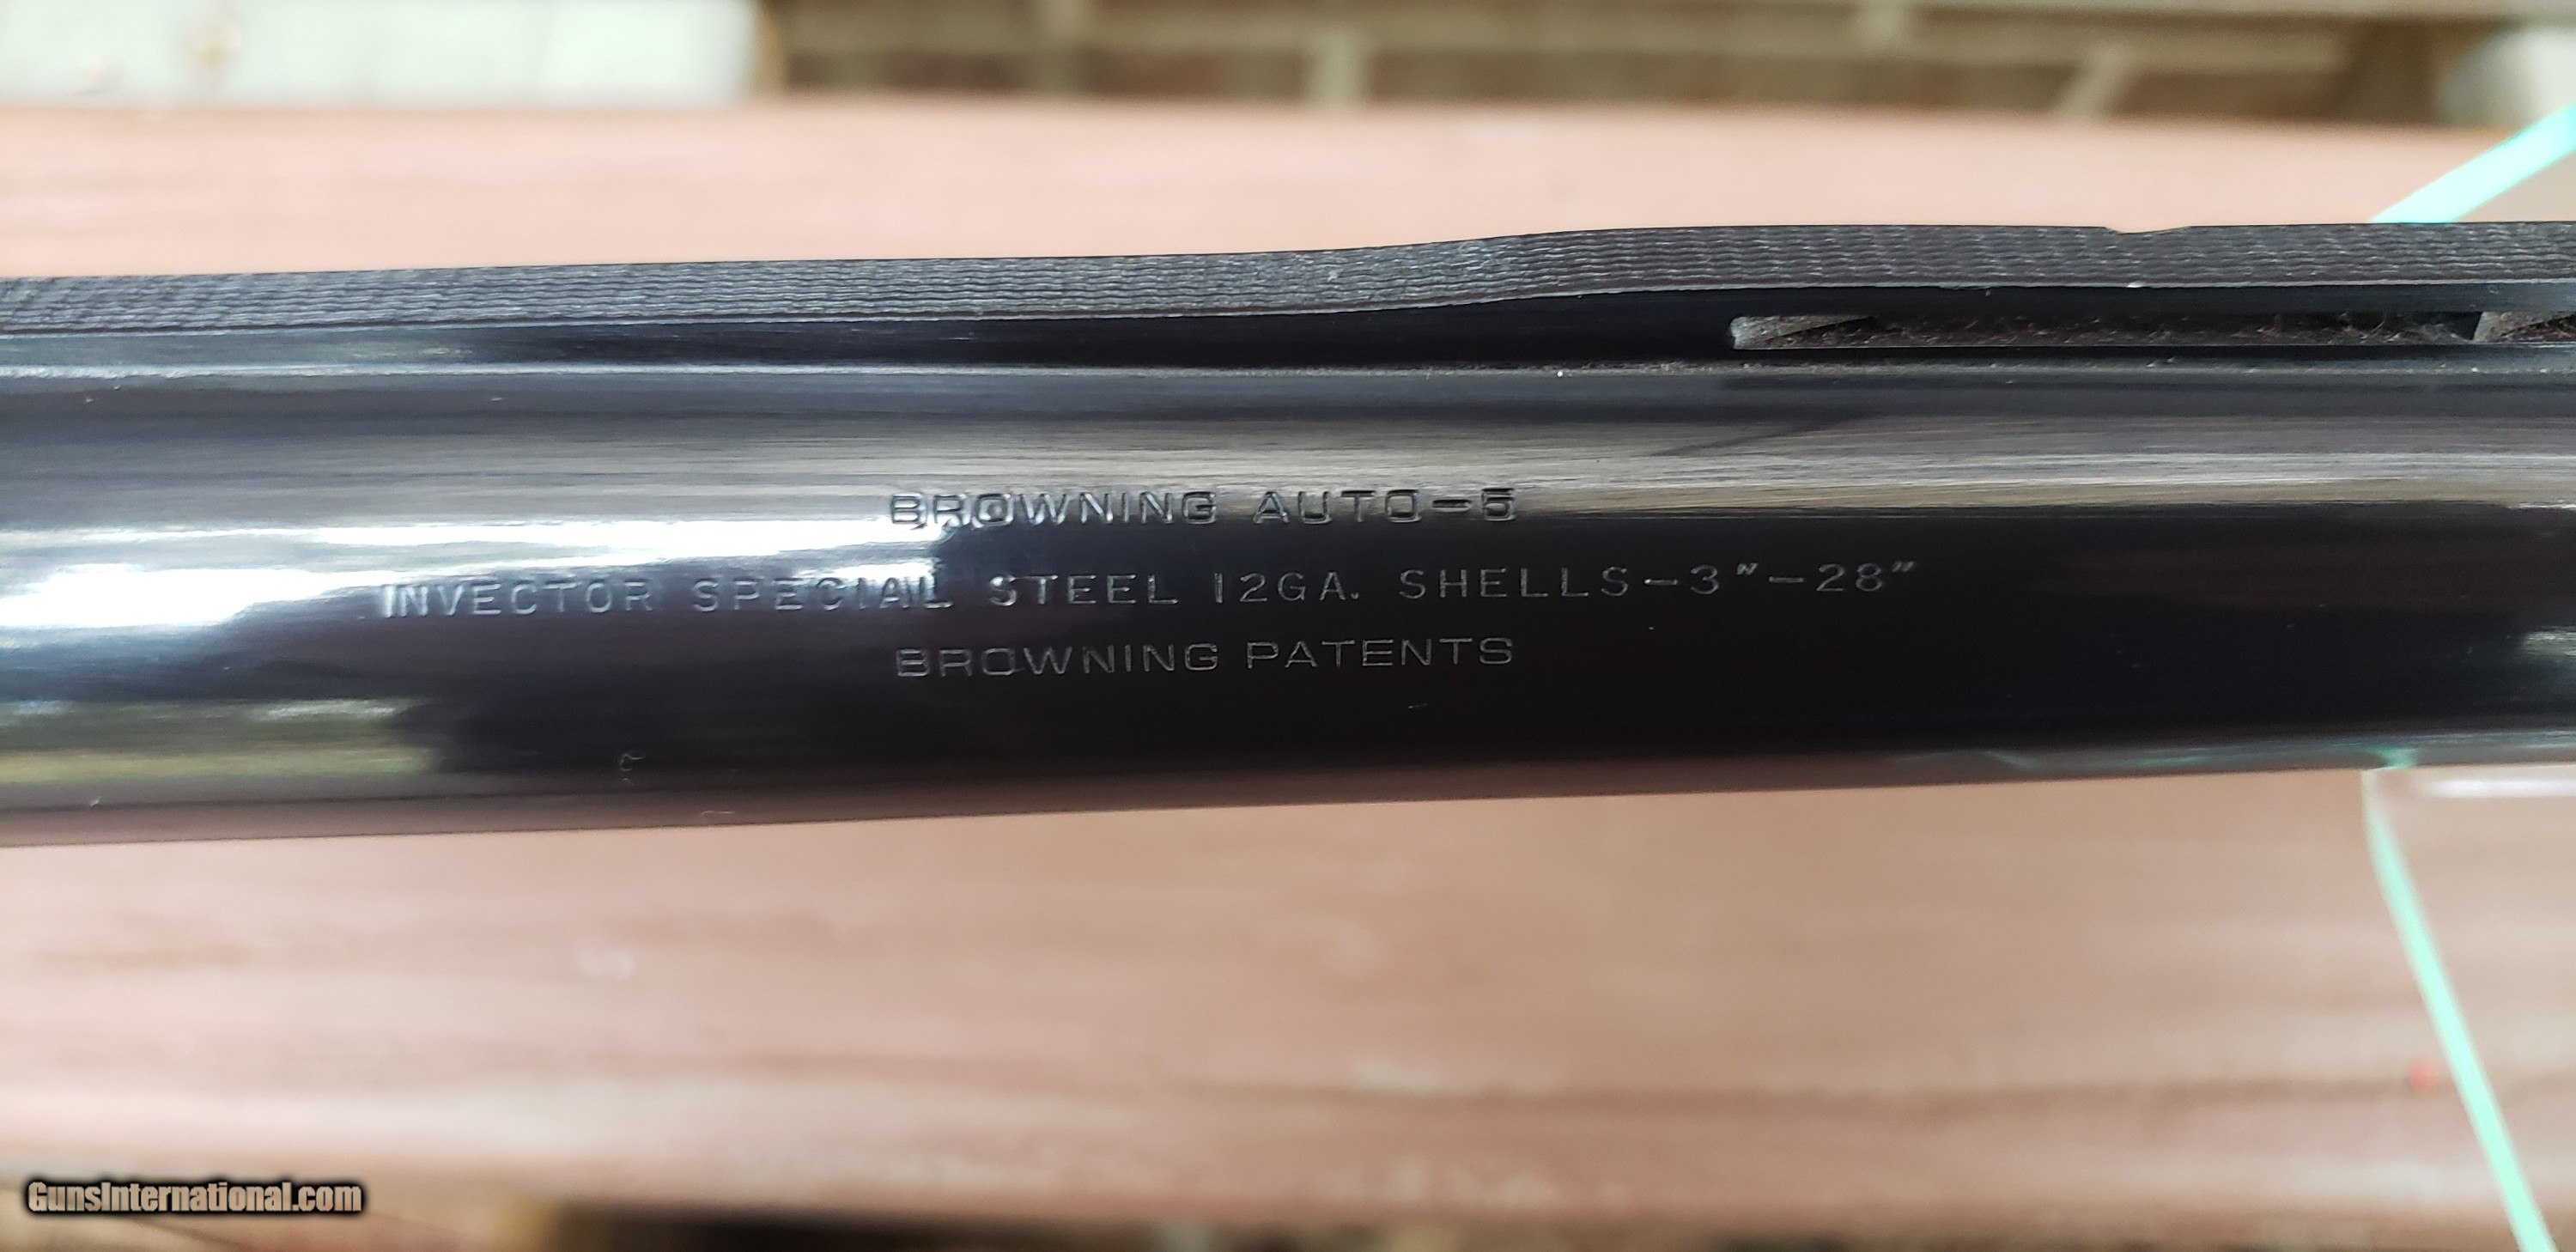 BROWNING AUTO-5
INVECTOR SPECIAL STEEL 12GA. SHELLS-3"-28"
BROWNING PATENTS
GunsInternational.com